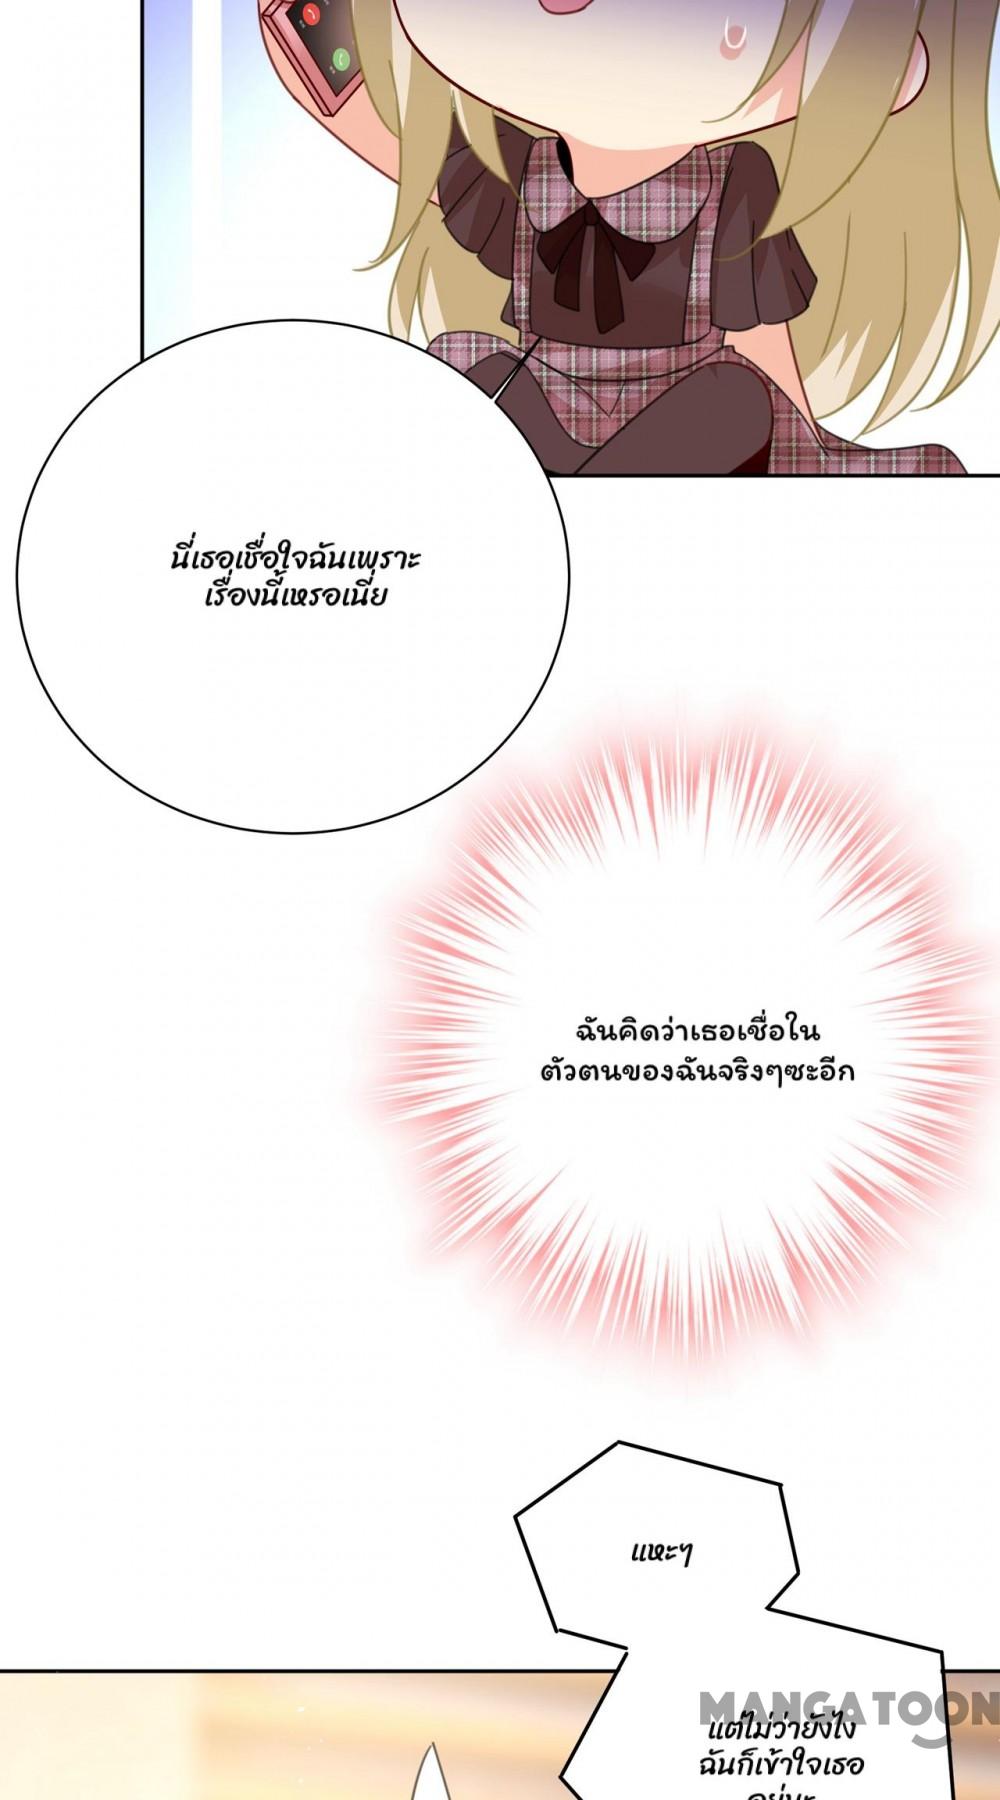 นี่เธอเชื่อใจฉันเพราะ
เรื่องนี้เหรอเนี่ย
ฉันคิดว่าเธอเชื่อใน
ตัวตนของฉันจริงๆซะอีก
แหะๆ
MANGATOON
แต่ไม่ว่ายังไง
ฉันก็เข้าใจเธอ
อยู่นะ